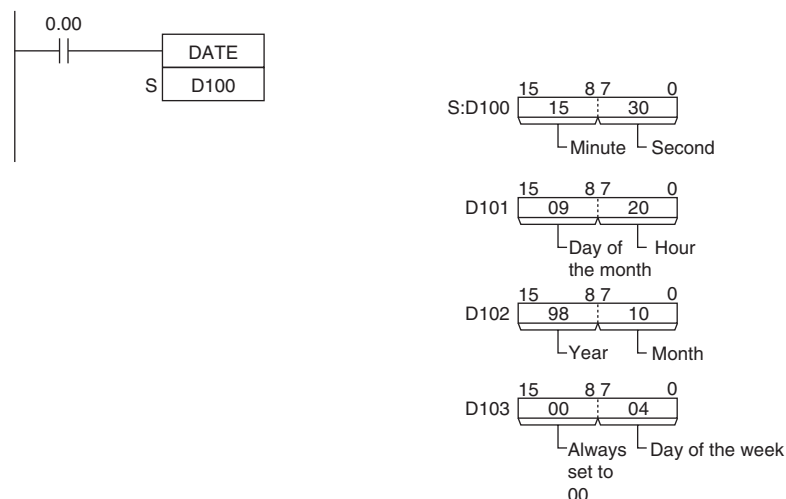 0.00
DATE
S D100
15 8 7 0
S:D100 15 30
Minute Second
15 8 7 0
D101 09 20
Day of the month Hour
15 8 7 0
D102 98 10
Year Month
15 8 7 0
D103 00 04
Always set to 00 Day of the week